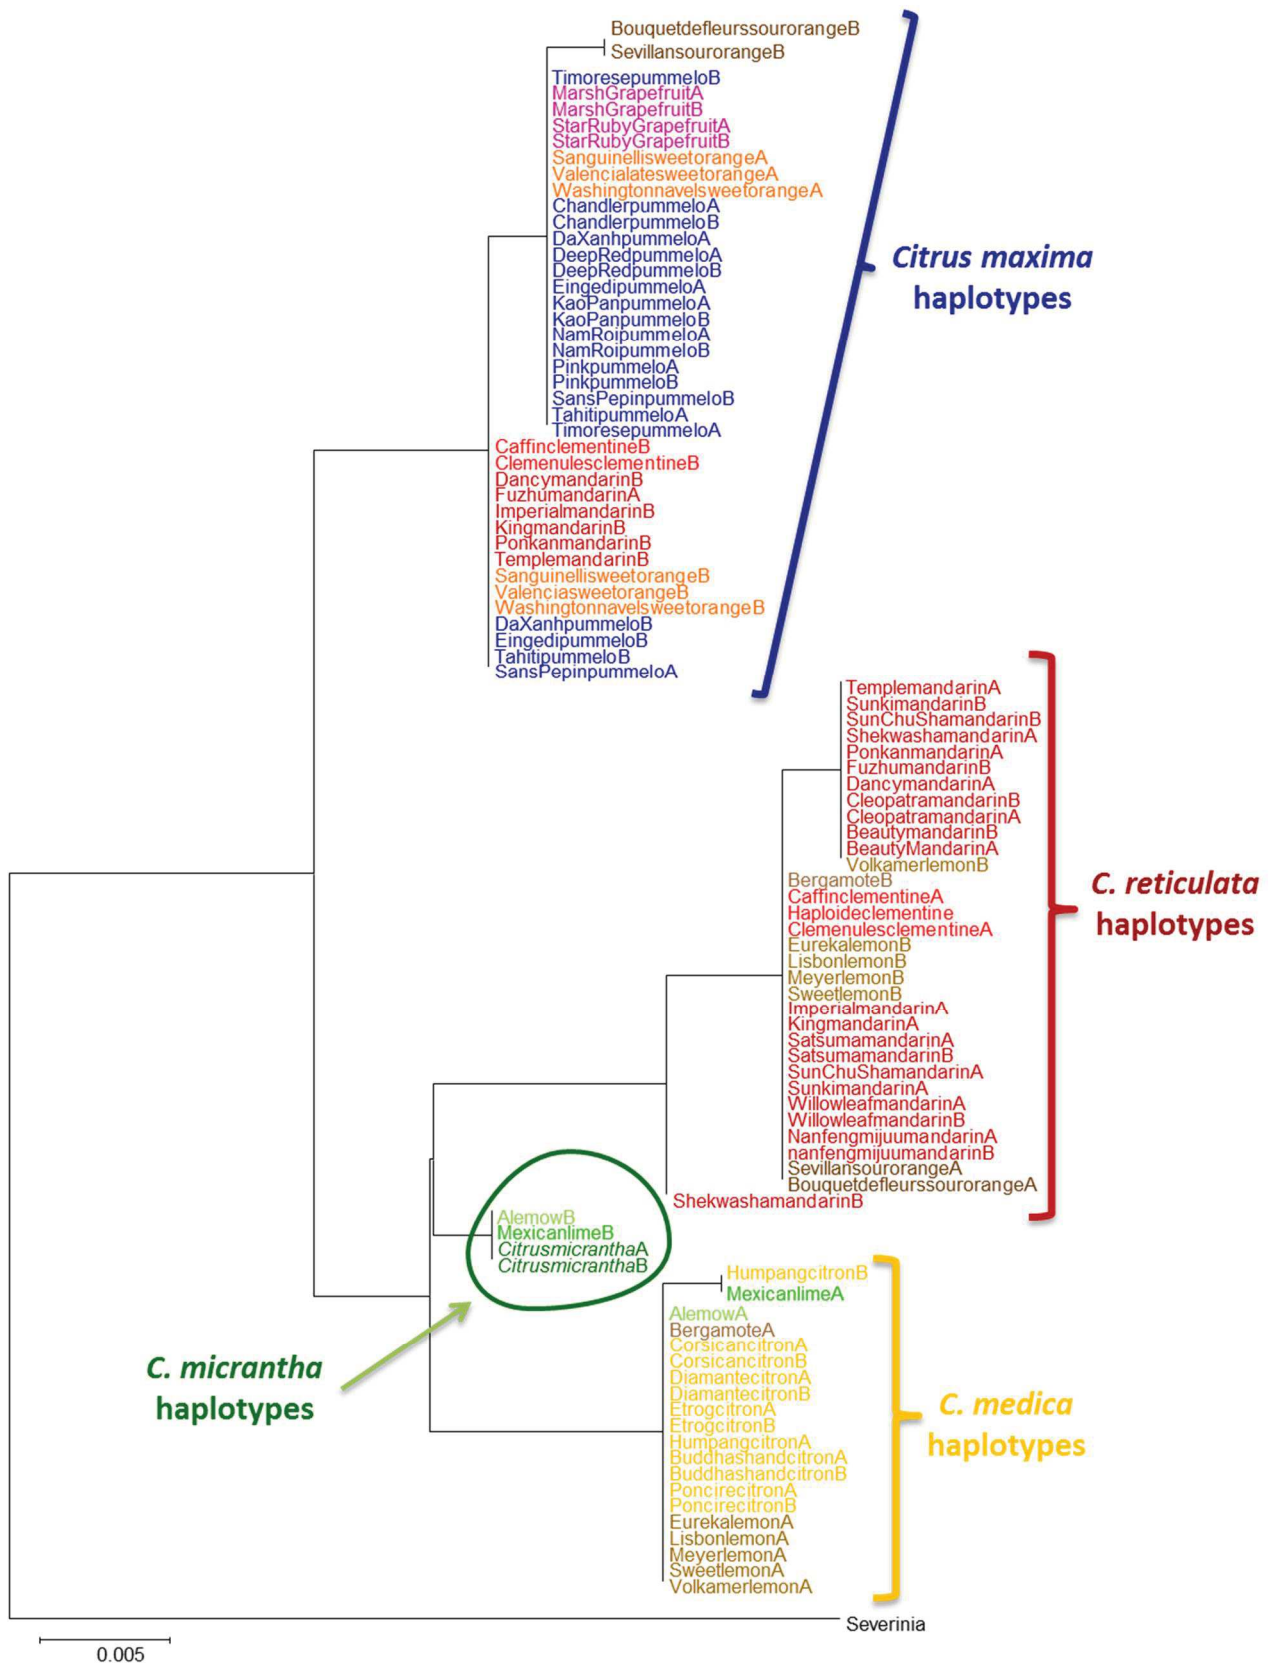 BouquetdefleurssourorangeB
SevillansourorangeB
TimoresepummeloB
MarshGrapefruitA
MarshGrapefruitB
StarRubyGrapefruitA
StarRubyGrapefruitB
SanguinellisweetorangeA
ValencialatesweetorangeA
WashingtonnavelsweetorangeA
ChandlerpummeloA
ChandlerpummeloB
DaXanhpummeloA
DeepRedpummeloA
DeepRedpummeloB
EingedipummeloA
KaoPanpummeloA
KaoPanpummeloB
NamRoipummeloA
NamRoipummeloB
PinkpummeloA
PinkpummeloB
SansPepinpummeloB
TahitipummeloA
TimoresepummeloA
CaffinclementineB
ClemenulesclementineB
DancymandarinB
FuzhumandarinA
ImperialmandarinB
KingmandarinB
PonkanmandarinB
TemplemandarinB
SanguinellisweetorangeB
ValenciasweetorangeB
WashingtonnavelsweetorangeB
DaXanhpummeloB
EingedipummeloB
TahitipummeloB
SansPepinpummeloA
Citrus maxima
haplotypes
TemplemandarinA
SunkimandarinB
SunChuShamandarinB
ShekwashamandarinA
PonkanmandarinA
FuzhumandarinB
DancymandarinA
CleopatramandarinB
CleopatramandarinA
BeautymandarinB
BeautyMandarinA
VolkamerlemonB
BergamoteB
CaffinclementineA
Haploideclementine
ClemenulesclementineA
EurekalemonB
LisbonlemonB
MeyerlemonB
SweetlemonB
ImperialmandarinA
KingmandarinA
SatsumamandarinA
SatsumamandarinB
SunChuShamandarinA
SunkimandarinA
WillowleafmandarinA
WillowleafmandarinB
NanfengmijuumandarinA
nanfengmijuumandarinB
SevillansourorangeA
BouquetdefleurssourorangeA
ShekwashamandarinB
C. reticulata
haplotypes
AlemowB
MexicanlimeB
CitrusmicranthaA
CitrusmicranthaB
C. micrantha
haplotypes
HumpangcitronB
MexicanlimeA
AlemowA
BergamoteA
CorsicancitronA
CorsicancitronB
DiamantecitronA
DiamantecitronB
EtrogcitronA
EtrogcitronB
HumpangcitronA
BuddhashandcitronA
BuddhashandcitronB
PoncirecitronA
PoncirecitronB
EurekalemonA
LisbonlemonA
MeyerlemonA
SweetlemonA
VolkamerlemonA
C. medica
haplotypes
Severinia
0.005